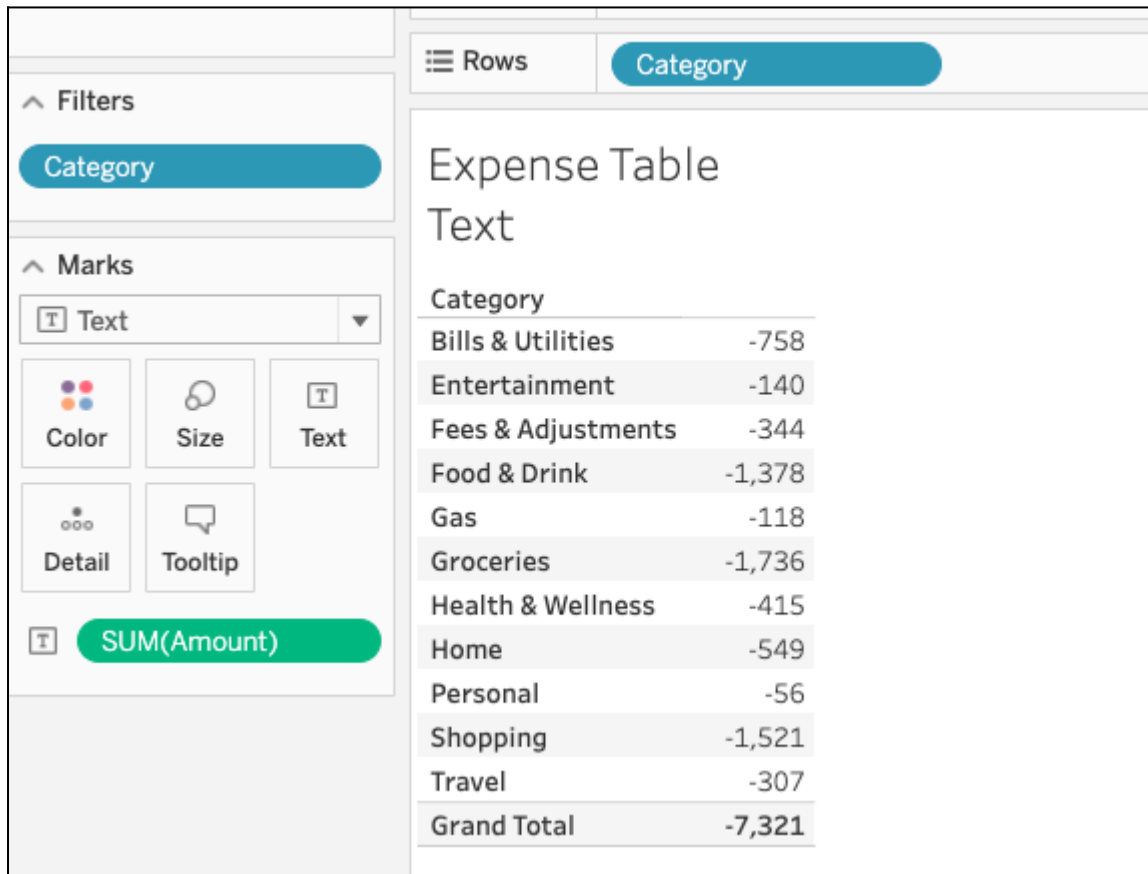 Rows
Category
Filters
Category
Marks
Text
Color
Size
Text
Detail
Tooltip
SUM(Amount)
Expense Table
Text
Category
Bills & Utilities -758
Entertainment -140
Fees & Adjustments -344
Food & Drink -1,378
Gas -118
Groceries -1,736
Health & Wellness -415
Home -549
Personal -56
Shopping -1,521
Travel -307
Grand Total -7,321